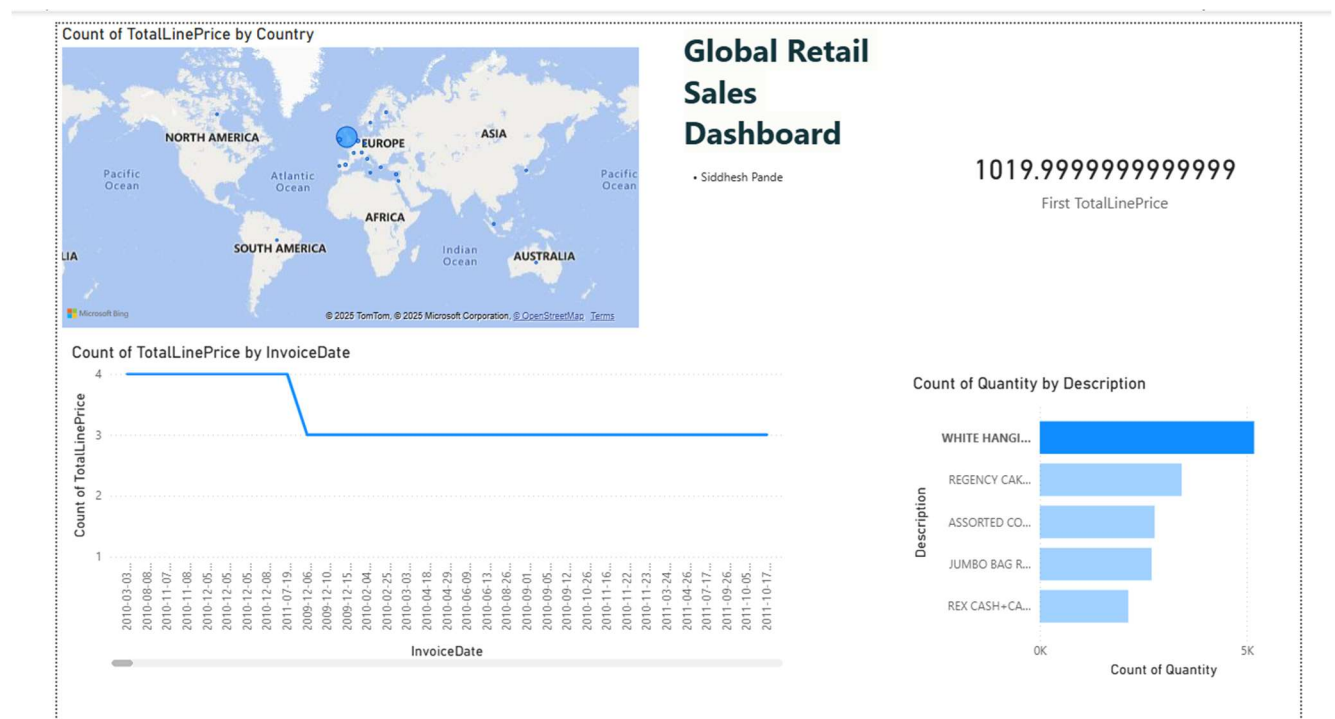 Count of TotalLinePrice by Country
NORTH AMERICA
EUROPE
ASIA
Pacific
Ocean
Atlantic
Ocean
Pacific
Ocean
AFRICA
SOUTH AMERICA
Indian
Ocean
LIA
AUSTRALIA
Microsoft Bing
© 2025 TomTom, © 2025 Microsoft Corporation, © OpenStreetMap Terms
Global Retail
Sales
Dashboard
• Siddhesh Pande
1019.9999999999999
First TotalLinePrice
Count of TotalLinePrice by InvoiceDate
Count of TotalLinePrice
4
3
2
1
2010-03-03...
2010-08-08...
2010-11-07...
2010-11-08...
2010-12-05...
2010-12-05...
2010-12-05...
2010-12-08...
2011-07-19...
2009-12-06...
2009-12-10...
2009-12-15...
2010-02-04...
2010-02-25...
2010-03-03...
2010-04-18...
2010-04-29...
2010-06-09...
2010-06-13...
2010-08-26...
2010-09-01...
2010-09-05...
2010-09-12...
2010-10-26...
2010-11-16...
2010-11-22...
2010-11-23...
2011-03-24...
2011-04-26...
2011-07-17...
2011-09-26...
2011-10-05...
2011-10-17...
InvoiceDate
Count of Quantity by Description
Description
WHITE HANGI...
REGENCY CAK...
ASSORTED CO...
JUMBO BAG R...
REX CASH+CA...
0K
5K
Count of Quantity